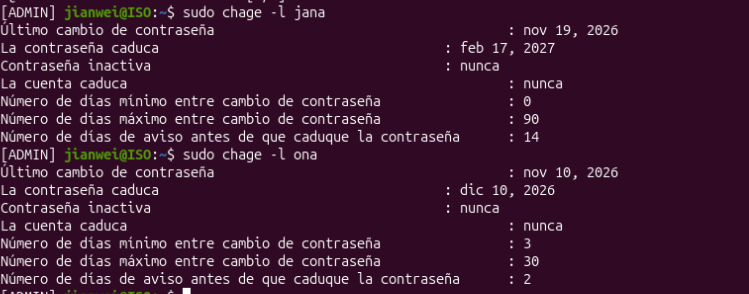 [ADMIN] jianwei@ISO:~$ sudo chage -l jana
Último cambio de contraseña : nov 19, 2026
La contraseña caduca : feb 17, 2027
Contraseña inactiva : nunca
La cuenta caduca : nunca
Número de días mínimo entre cambio de contraseña : 0
Número de días máximo entre cambio de contraseña : 90
Número de días de aviso antes de que caduque la contraseña : 14
[ADMIN] jianwei@ISO:~$ sudo chage -l ona
Último cambio de contraseña : nov 10, 2026
La contraseña caduca : dic 10, 2026
Contraseña inactiva : nunca
La cuenta caduca : nunca
Número de días mínimo entre cambio de contraseña : 3
Número de días máximo entre cambio de contraseña : 30
Número de días de aviso antes de que caduque la contraseña : 2
[ADMIN] jianwei@ISO:~$